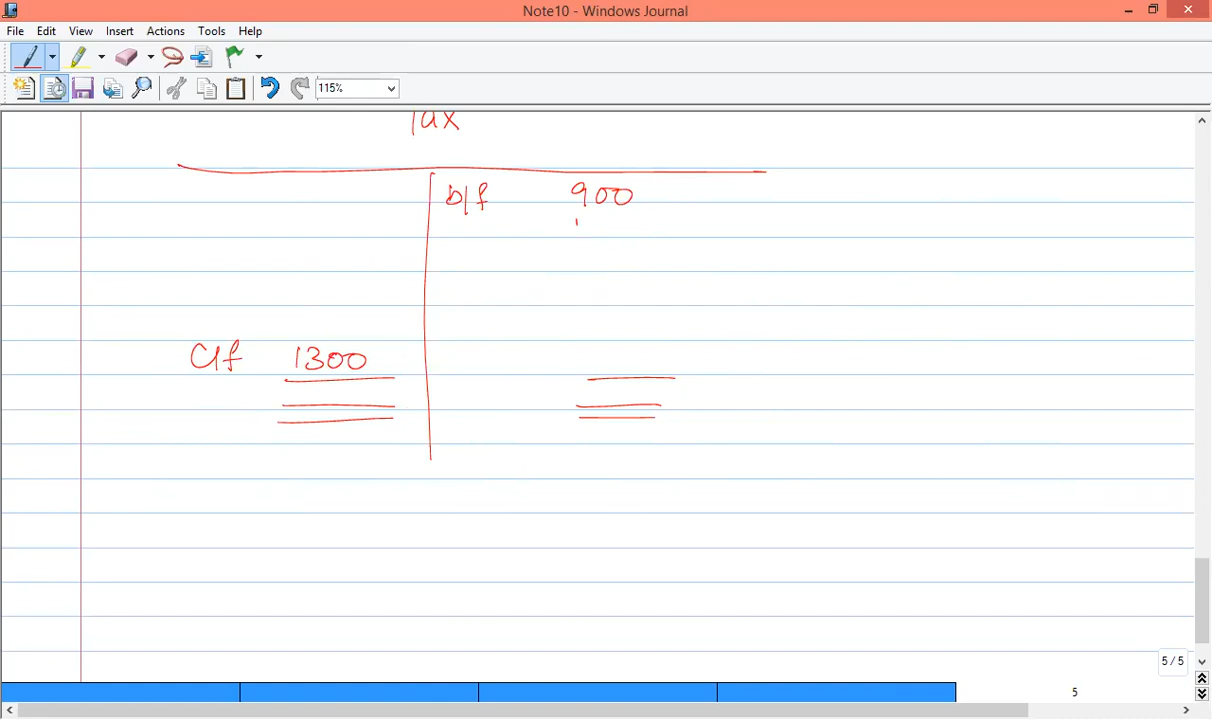 Note10 - Windows Journal
File Edit View Insert Actions Tools Help
115%
Tax
b/f 900
C/f 1300
5 / 5
5